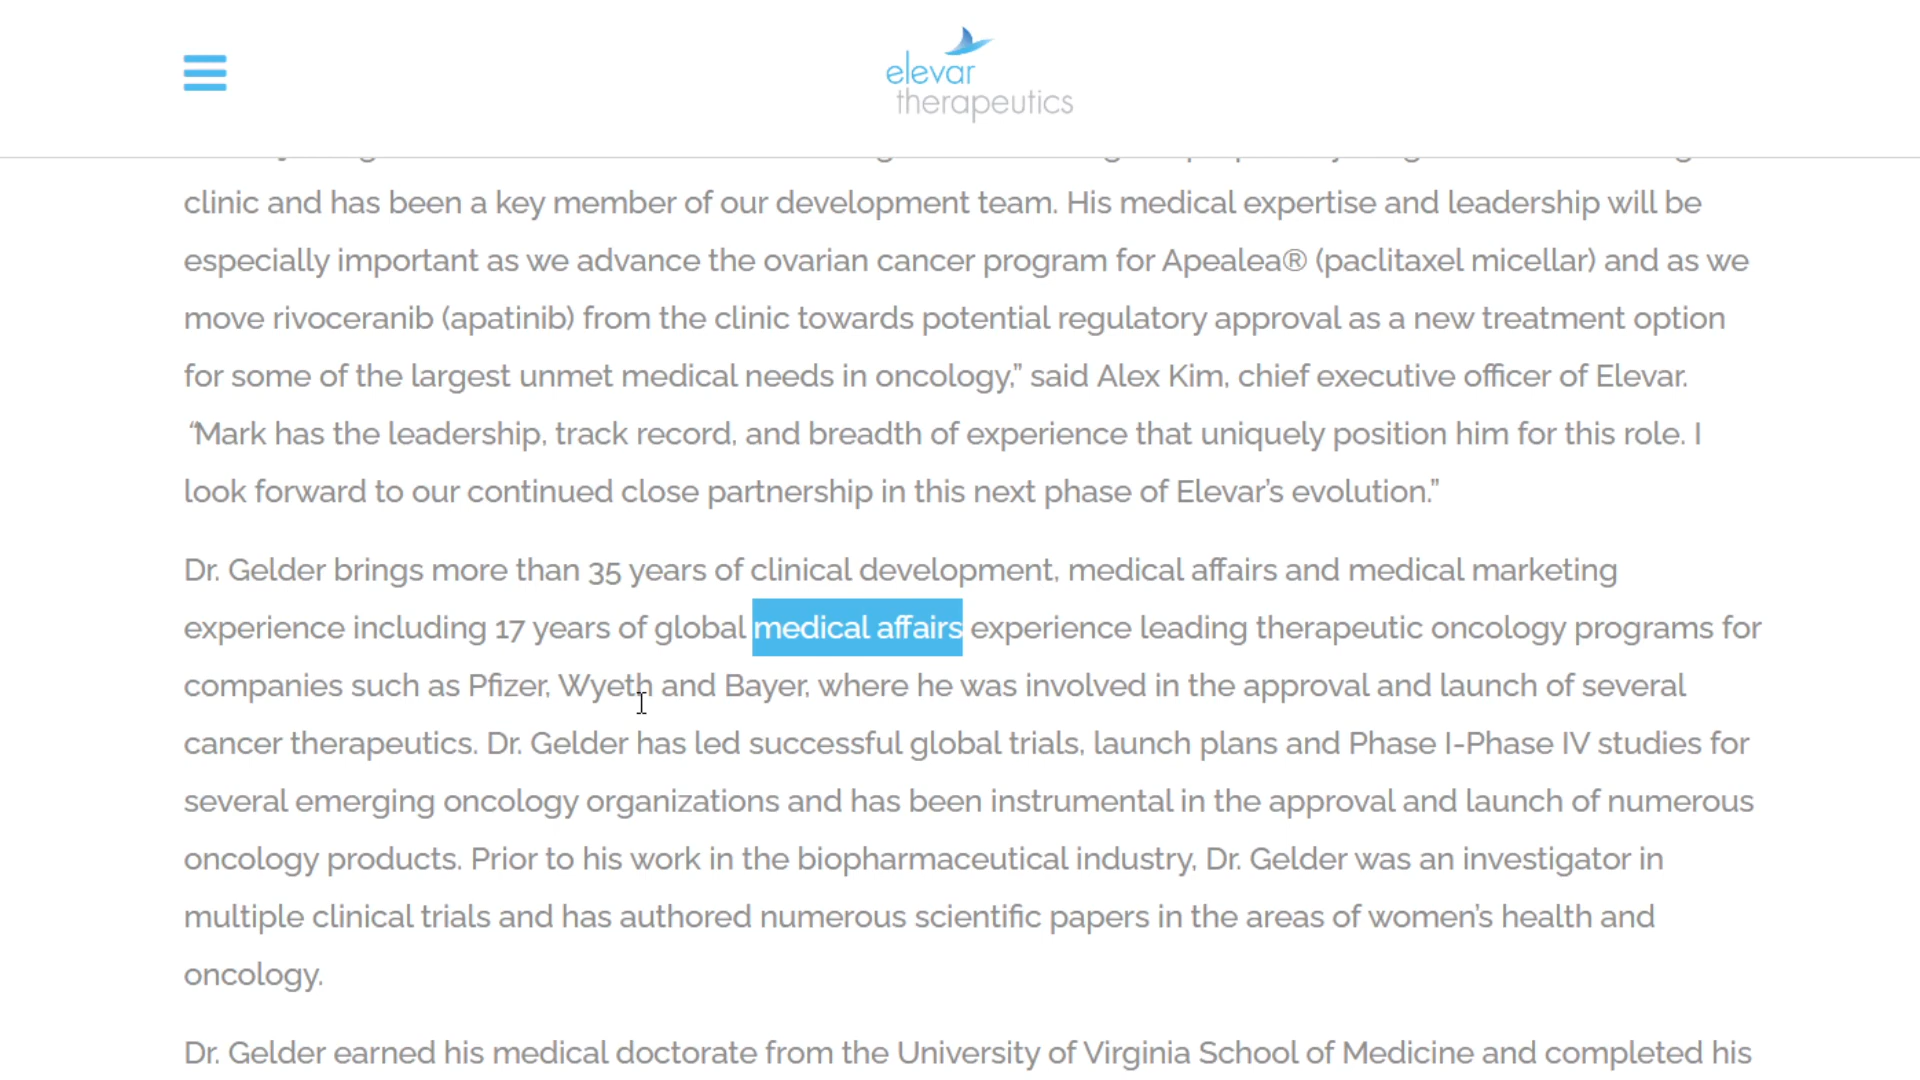 elevar
therapeutics
clinic and has been a key member of our development team. His medical expertise and leadership will be
especially important as we advance the ovarian cancer program for Apealea® (paclitaxel micellar) and as we
move rivoceranib (apatinib) from the clinic towards potential regulatory approval as a new treatment option
for some of the largest unmet medical needs in oncology,” said Alex Kim, chief executive officer of Elevar.
“Mark has the leadership, track record, and breadth of experience that uniquely position him for this role. I
look forward to our continued close partnership in this next phase of Elevar’s evolution.”
Dr. Gelder brings more than 35 years of clinical development, medical affairs and medical marketing
experience including 17 years of global medical affairs experience leading therapeutic oncology programs for
companies such as Pfizer, Wyeth and Bayer, where he was involved in the approval and launch of several
cancer therapeutics. Dr. Gelder has led successful global trials, launch plans and Phase I-Phase IV studies for
several emerging oncology organizations and has been instrumental in the approval and launch of numerous
oncology products. Prior to his work in the biopharmaceutical industry, Dr. Gelder was an investigator in
multiple clinical trials and has authored numerous scientific papers in the areas of women’s health and
oncology.
Dr. Gelder earned his medical doctorate from the University of Virginia School of Medicine and completed his